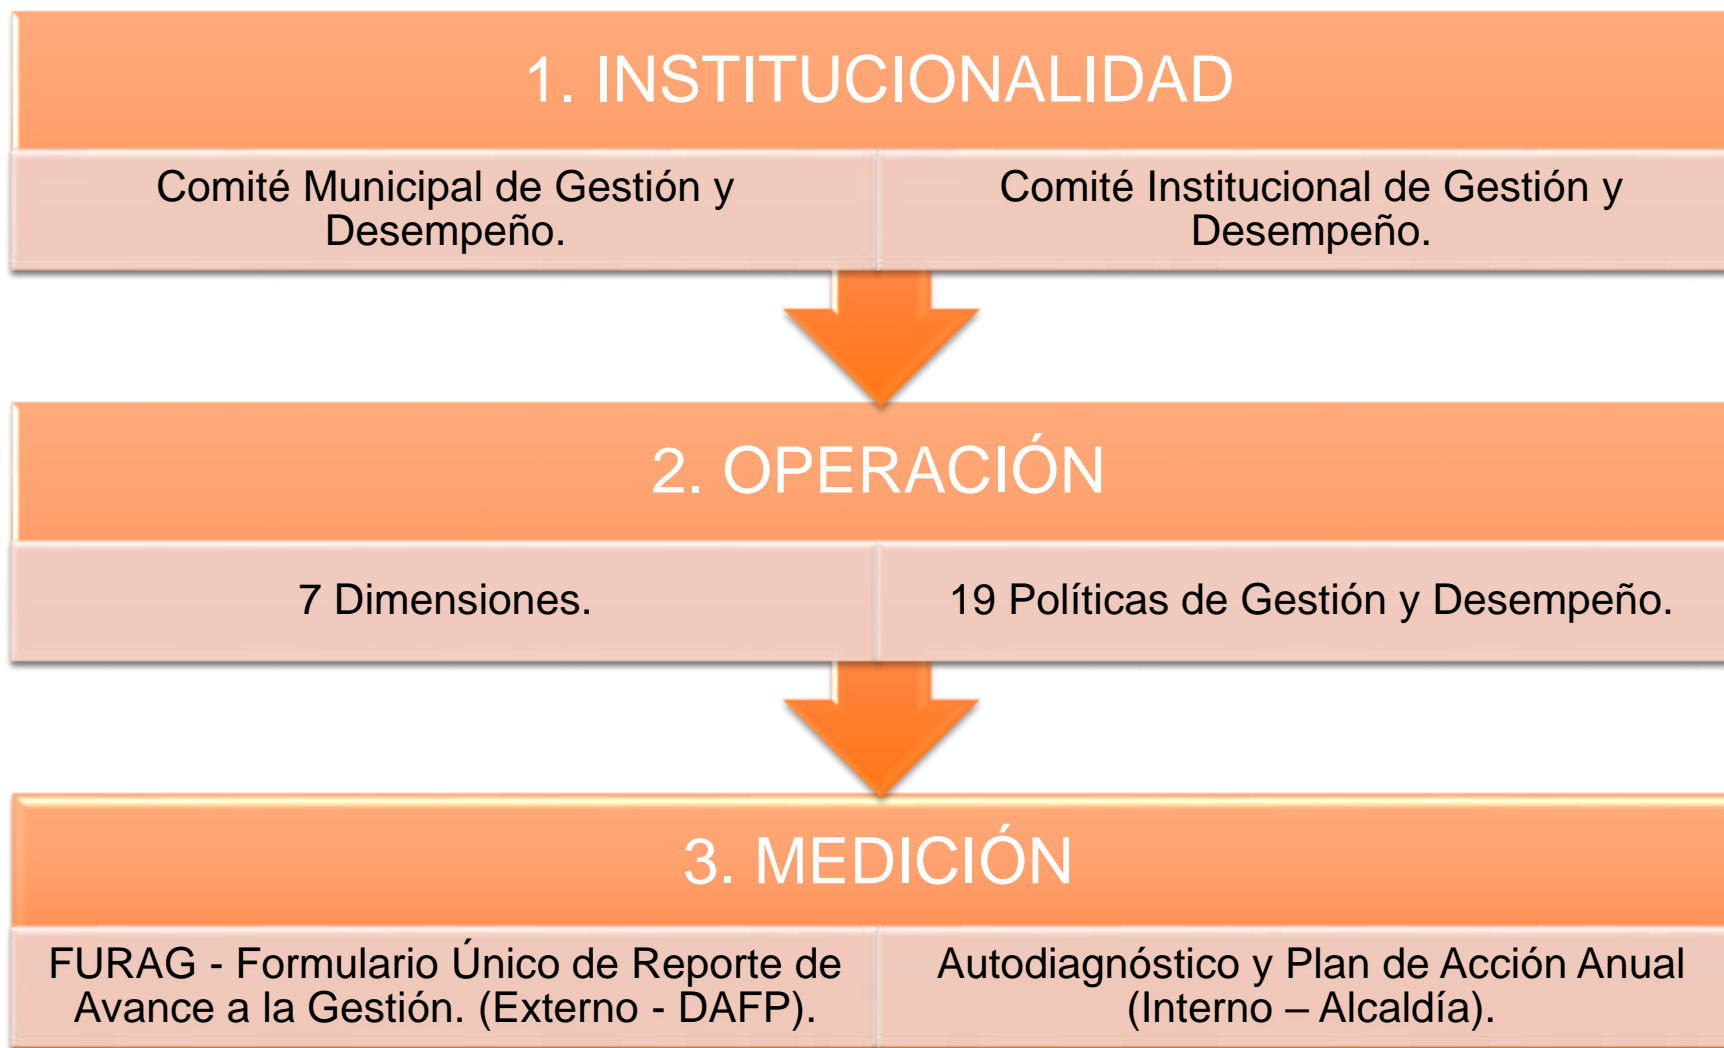 1. INSTITUCIONALIDAD
Comité Municipal de Gestión y
Desempeño.
Comité Institucional de Gestión y
Desempeño.
2. OPERACIÓN
7 Dimensiones.
19 Políticas de Gestión y Desempeño.
3. MEDICIÓN
FURAG - Formulario Único de Reporte de
Avance a la Gestión. (Externo - DAFP).
Autodiagnóstico y Plan de Acción Anual
(Interno – Alcaldía).